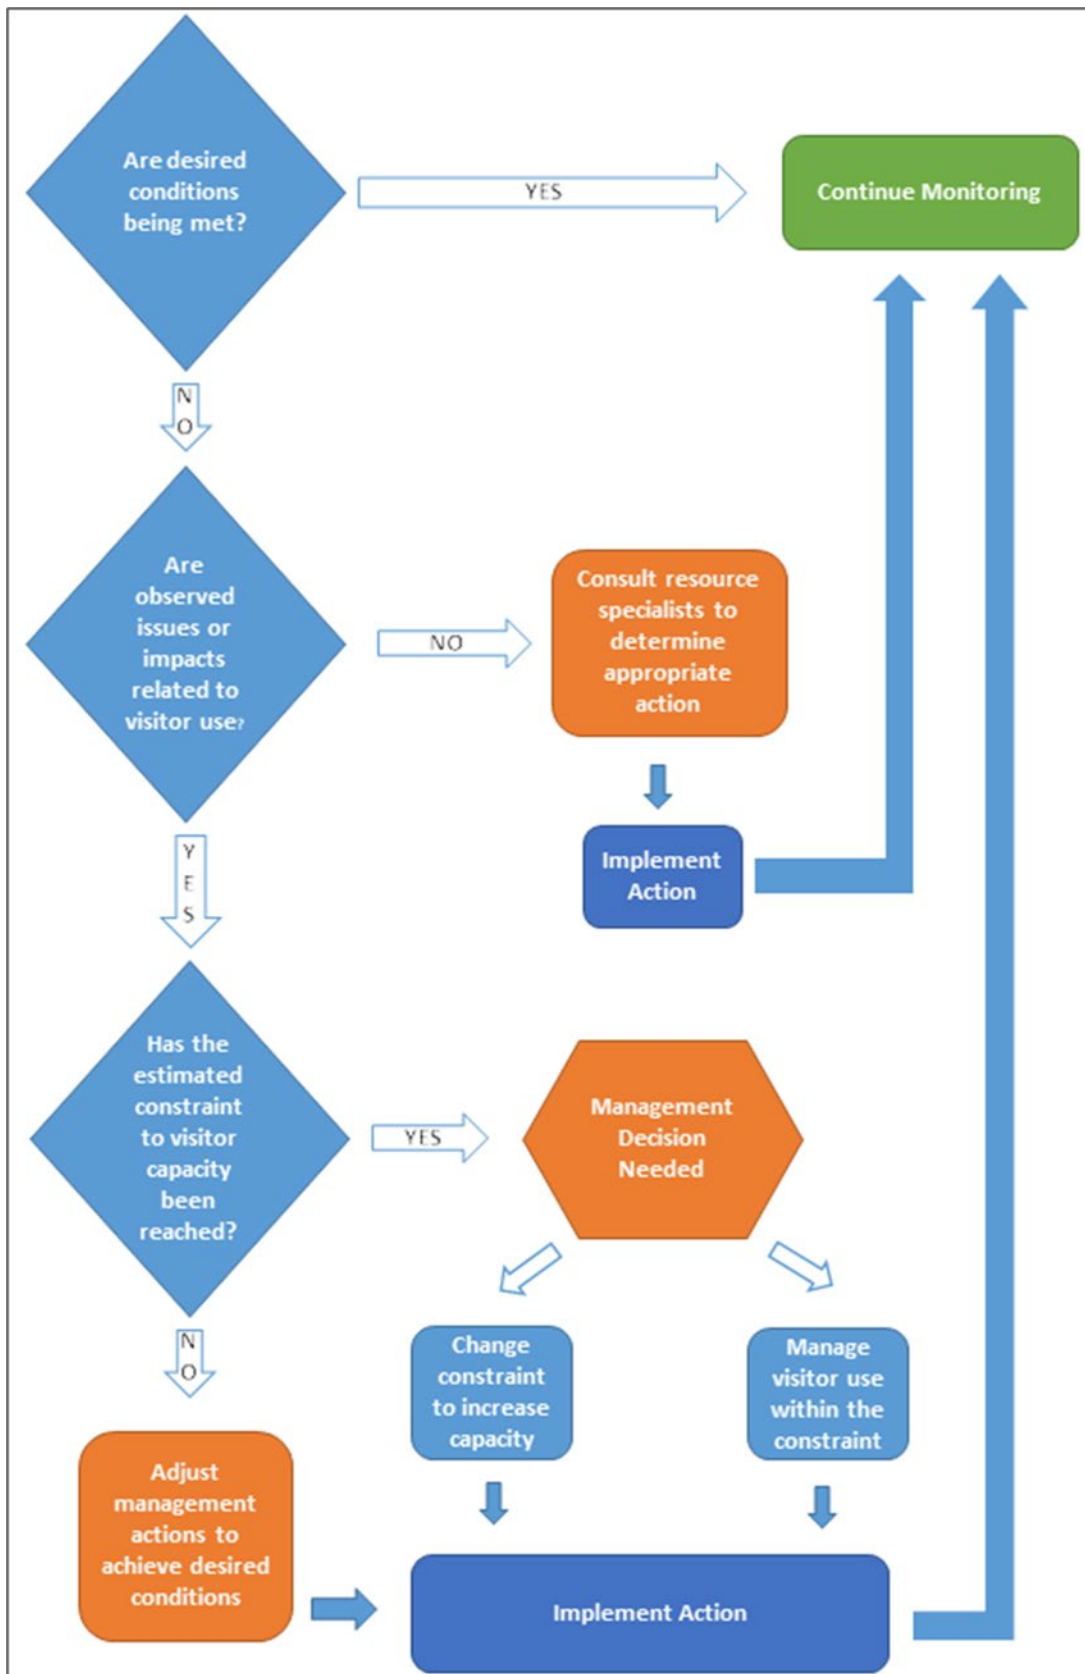 Are desired
conditions
being met?
YES
Continue Monitoring
N
O
Are
observed
issues or
impacts
related to
visitor use?
NO
Consult resource
specialists to
determine
appropriate
action
Implement
Action
Y
E
S
Has the
estimated
constraint
to visitor
capacity
been
reached?
YES
Management
Decision
Needed
N
O
Change
constraint
to increase
capacity
Manage
visitor use
within the
constraint
Adjust
management
actions to
achieve desired
conditions
Implement Action